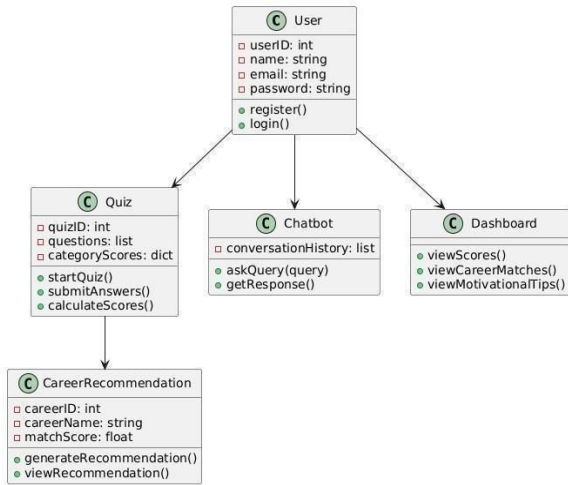 C User
userID: int
name: string
email: string
password: string
register()
login()
C Quiz
quizID: int
questions: list
categoryScores: dict
startQuiz()
submitAnswers()
calculateScores()
C Chatbot
conversationHistory: list
askQuery(query)
getResponse()
C Dashboard
viewScores()
viewCareerMatches()
viewMotivationalTips()
C CareerRecommendation
careerID: int
careerName: string
matchScore: float
generateRecommendation()
viewRecommendation()